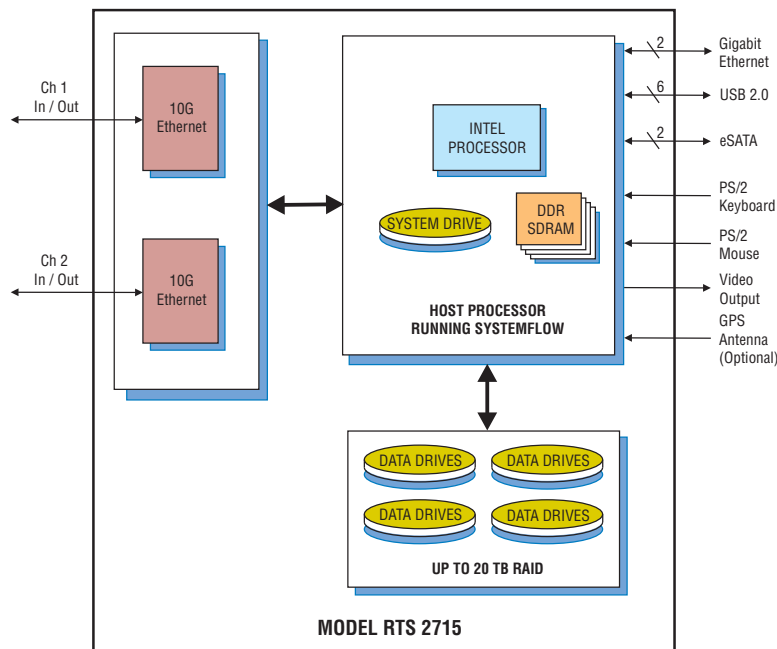 Ch 1
In / Out
10G
Ethernet
Ch 2
In / Out
10G
Ethernet
INTEL
PROCESSOR
SYSTEM DRIVE
DDR
SDRAM
HOST PROCESSOR
RUNNING SYSTEMFLOW
2
Gigabit
Ethernet
6
USB 2.0
2
eSATA
PS/2
Keyboard
PS/2
Mouse
Video
Output
GPS
Antenna
(Optional)
DATA DRIVES
DATA DRIVES
DATA DRIVES
DATA DRIVES
UP TO 20 TB RAID
MODEL RTS 2715